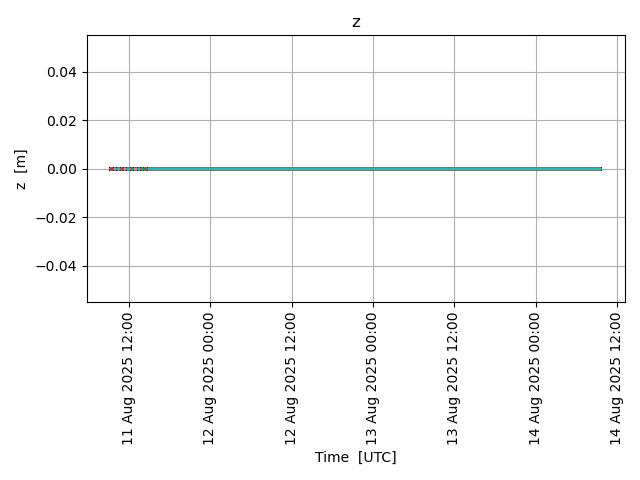 z
0.04
0.02
0.00
−0.02
−0.04
z [m]
11 Aug 2025 12:00
12 Aug 2025 00:00
12 Aug 2025 12:00
13 Aug 2025 00:00
13 Aug 2025 12:00
14 Aug 2025 00:00
14 Aug 2025 12:00
Time [UTC]